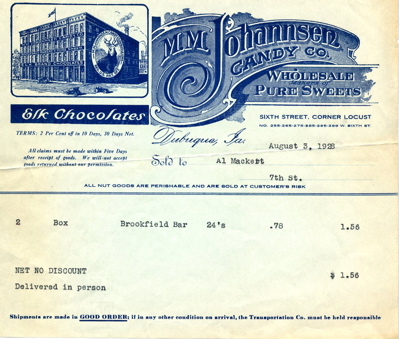 MM Johannsen
CANDY CO.
WHOLESALE
PURE SWEETS
Elk Chocolates
SIXTH STREET, CORNER LOCUST
TERMS: 2 Per Cent off in 10 Days, 30 Days Net.
Dubuque, Ia.
August 3, 1928
All claims must be made within Five Days
after receipt of goods. We will not accept
goods returned without our permission.
Sold to
Al Mackert
7th St.
ALL NUT GOODS ARE PERISHABLE AND ARE SOLD AT CUSTOMER'S RISK
2 Box Brookfield Bar 24's .78 1.56
NET NO DISCOUNT $ 1.56
Delivered in person
Shipments are made in GOOD ORDER; if in any other condition on arrival, the Transportation Co. must be held responsible